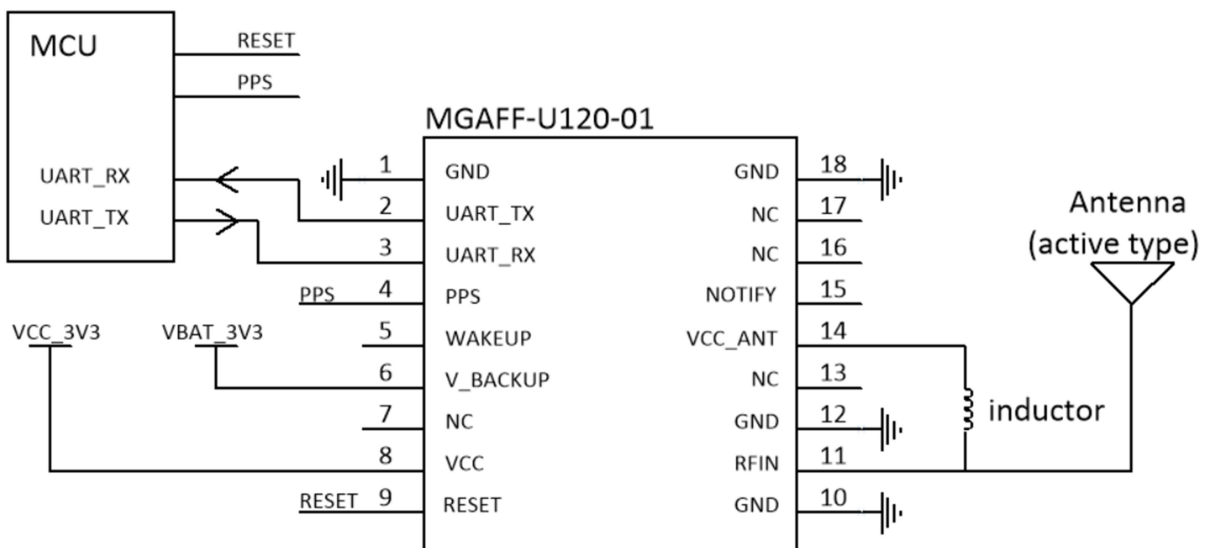 MCU
RESET
PPS
UART_RX
UART_TX
MGAFF-U120-01
1 GND
2 UART_TX
3 UART_RX
PPS 4 PPS
5 WAKEUP
6 V_BACKUP
7 NC
8 VCC
RESET 9 RESET
VCC_3V3
VBAT_3V3
GND 18
NC 17
NC 16
NOTIFY 15
VCC_ANT 14
NC 13
GND 12
RFIN 11
GND 10
inductor
Antenna
(active type)